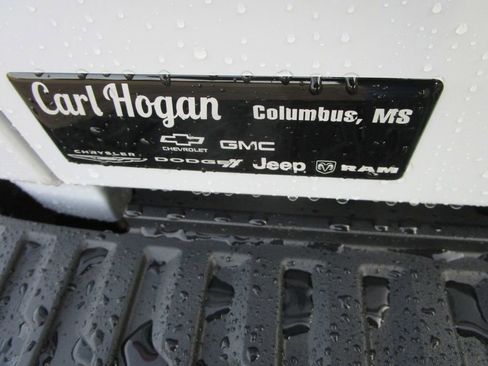 Carl Hogan Columbus, MS
CHEVROLET GMC
CHRYSLER DODGE Jeep RAM